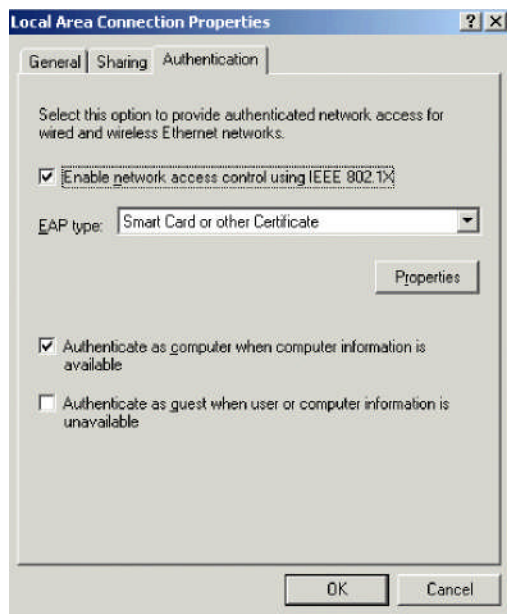 Local Area Connection Properties
General Sharing Authentication
Select this option to provide authenticated network access for
wired and wireless Ethernet networks.
Enable network access control using IEEE 802.1X
EAP type: Smart Card or other Certificate
Properties
Authenticate as computer when computer information is
available
Authenticate as guest when user or computer information is
unavailable
OK Cancel